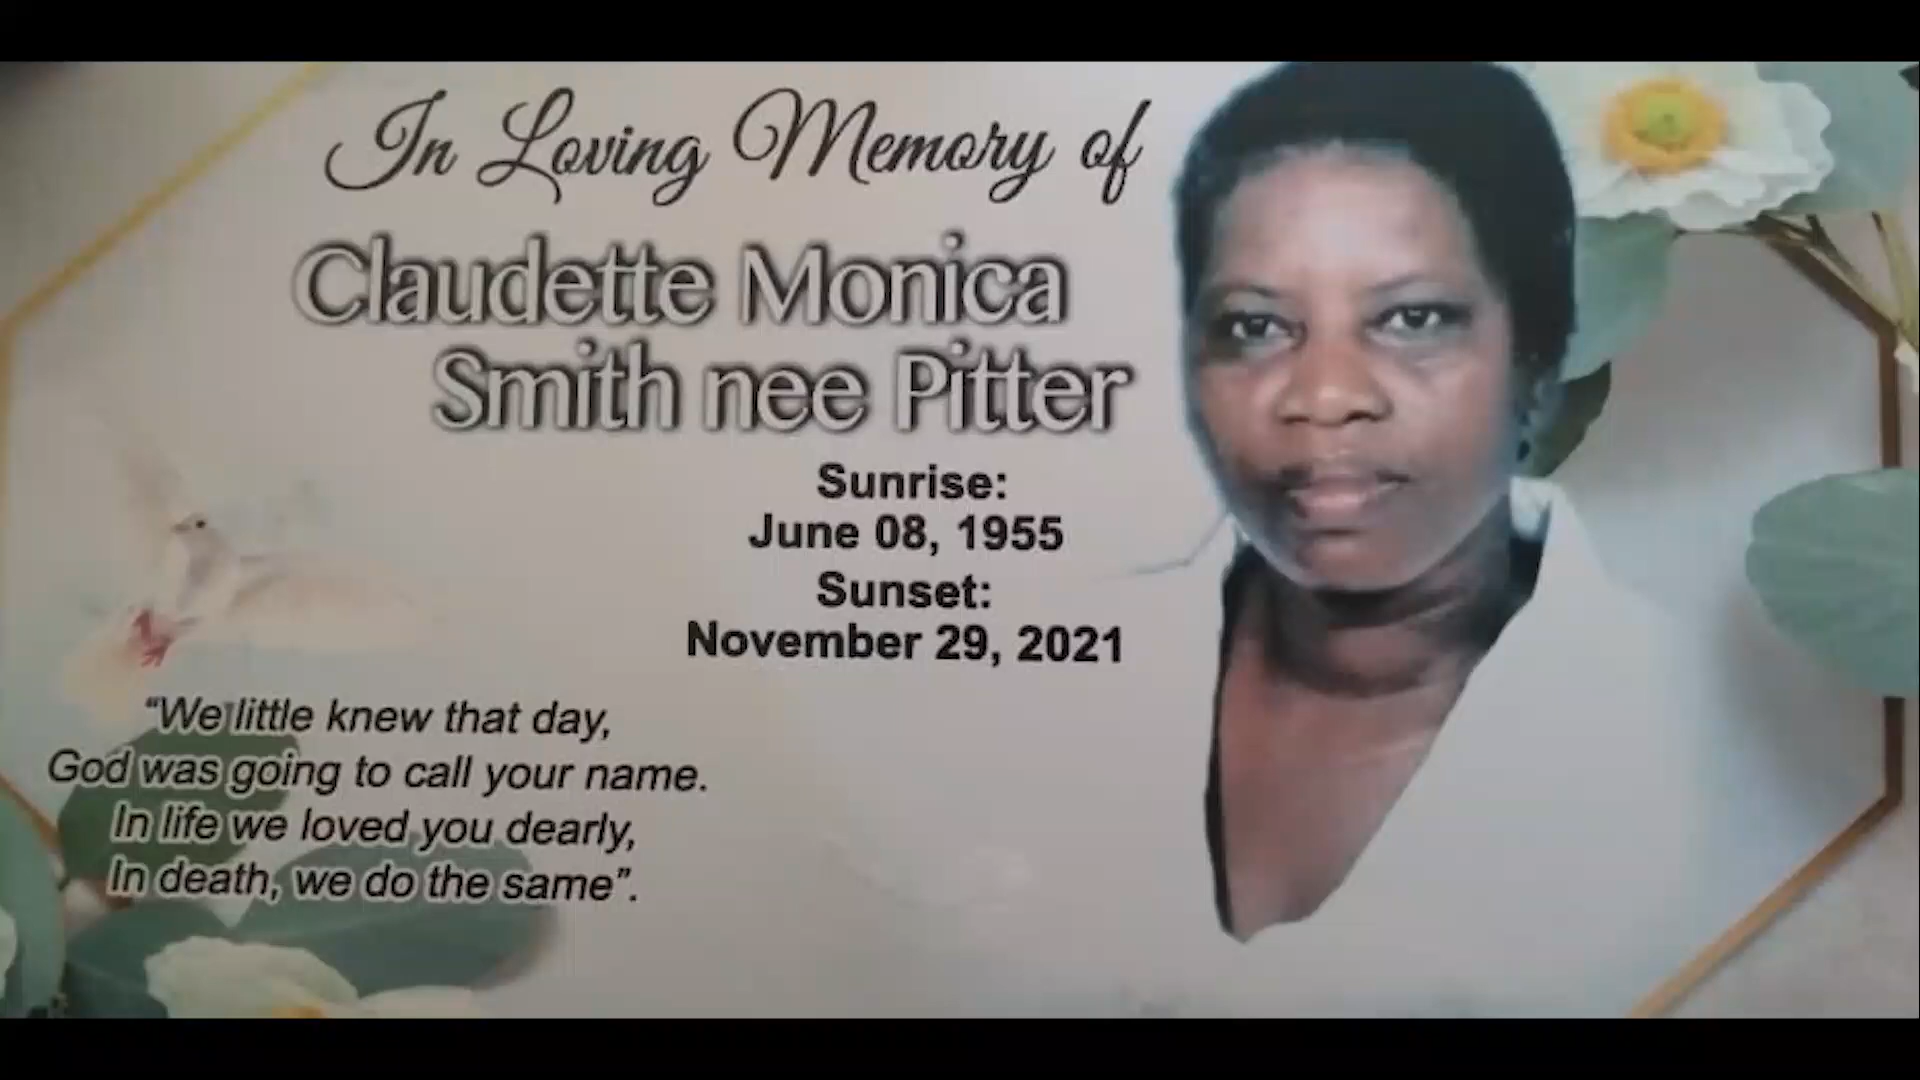 In Loving Memory of
Claudette Monica
Smith nee Pitter
Sunrise:
June 08, 1955
Sunset:
November 29, 2021
“We little knew that day,
God was going to call your name.
In life we loved you dearly,
In death, we do the same”.